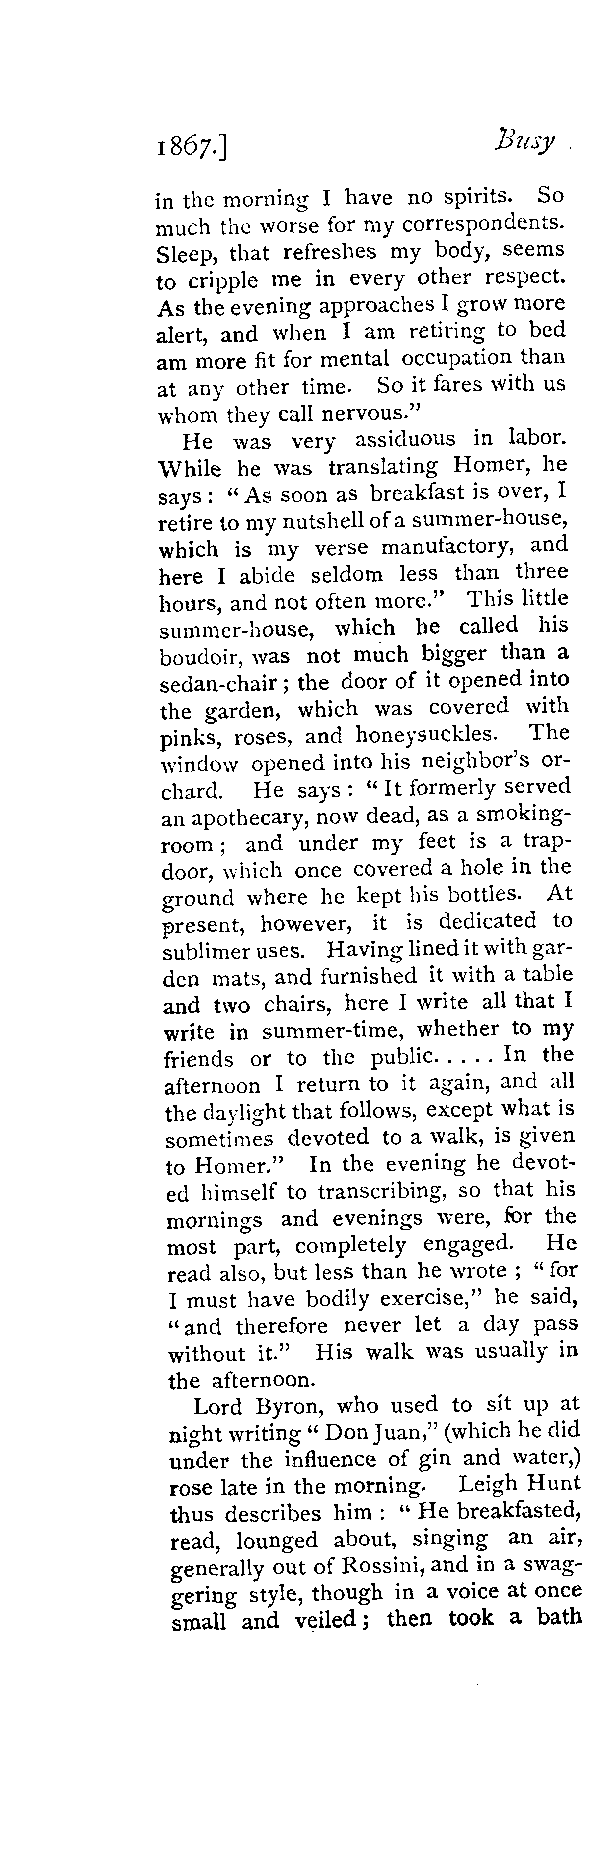 1867.] Busy
in the morning I have no spirits. So
much the worse for my correspondents.
Sleep, that refreshes my body, seems
to cripple me in every other respect.
As the evening approaches I grow more
alert, and when I am retiring to bed
am more fit for mental occupation than
at any other time. So it fares with us
whom they call nervous.”
He was very assiduous in labor.
While he was translating Homer, he
says : “As soon as breakfast is over, I
retire to my nutshell of a summer-house,
which is my verse manufactory, and
here I abide seldom less than three
hours, and not often more.” This little
summer-house, which he called his
boudoir, was not much bigger than a
sedan-chair ; the door of it opened into
the garden, which was covered with
pinks, roses, and honeysuckles. The
window opened into his neighbor’s or-
chard. He says : “ It formerly served
an apothecary, now dead, as a smoking-
room ; and under my feet is a trap-
door, which once covered a hole in the
ground where he kept his bottles. At
present, however, it is dedicated to
sublimer uses. Having lined it with gar-
den mats, and furnished it with a table
and two chairs, here I write all that I
write in summer-time, whether to my
friends or to the public. . . . . In the
afternoon I return to it again, and all
the daylight that follows, except what is
sometimes devoted to a walk, is given
to Homer.” In the evening he devot-
ed himself to transcribing, so that his
mornings and evenings were, for the
most part, completely engaged. He
read also, but less than he wrote ; “ for
I must have bodily exercise,” he said,
“ and therefore never let a day pass
without it.” His walk was usually in
the afternoon.
Lord Byron, who used to sit up at
night writing “ Don Juan,” (which he did
under the influence of gin and water,)
rose late in the morning. Leigh Hunt
thus describes him : “ He breakfasted,
read, lounged about, singing an air,
generally out of Rossini, and in a swag-
gering style, though in a voice at once
small and veiled ; then took a bath